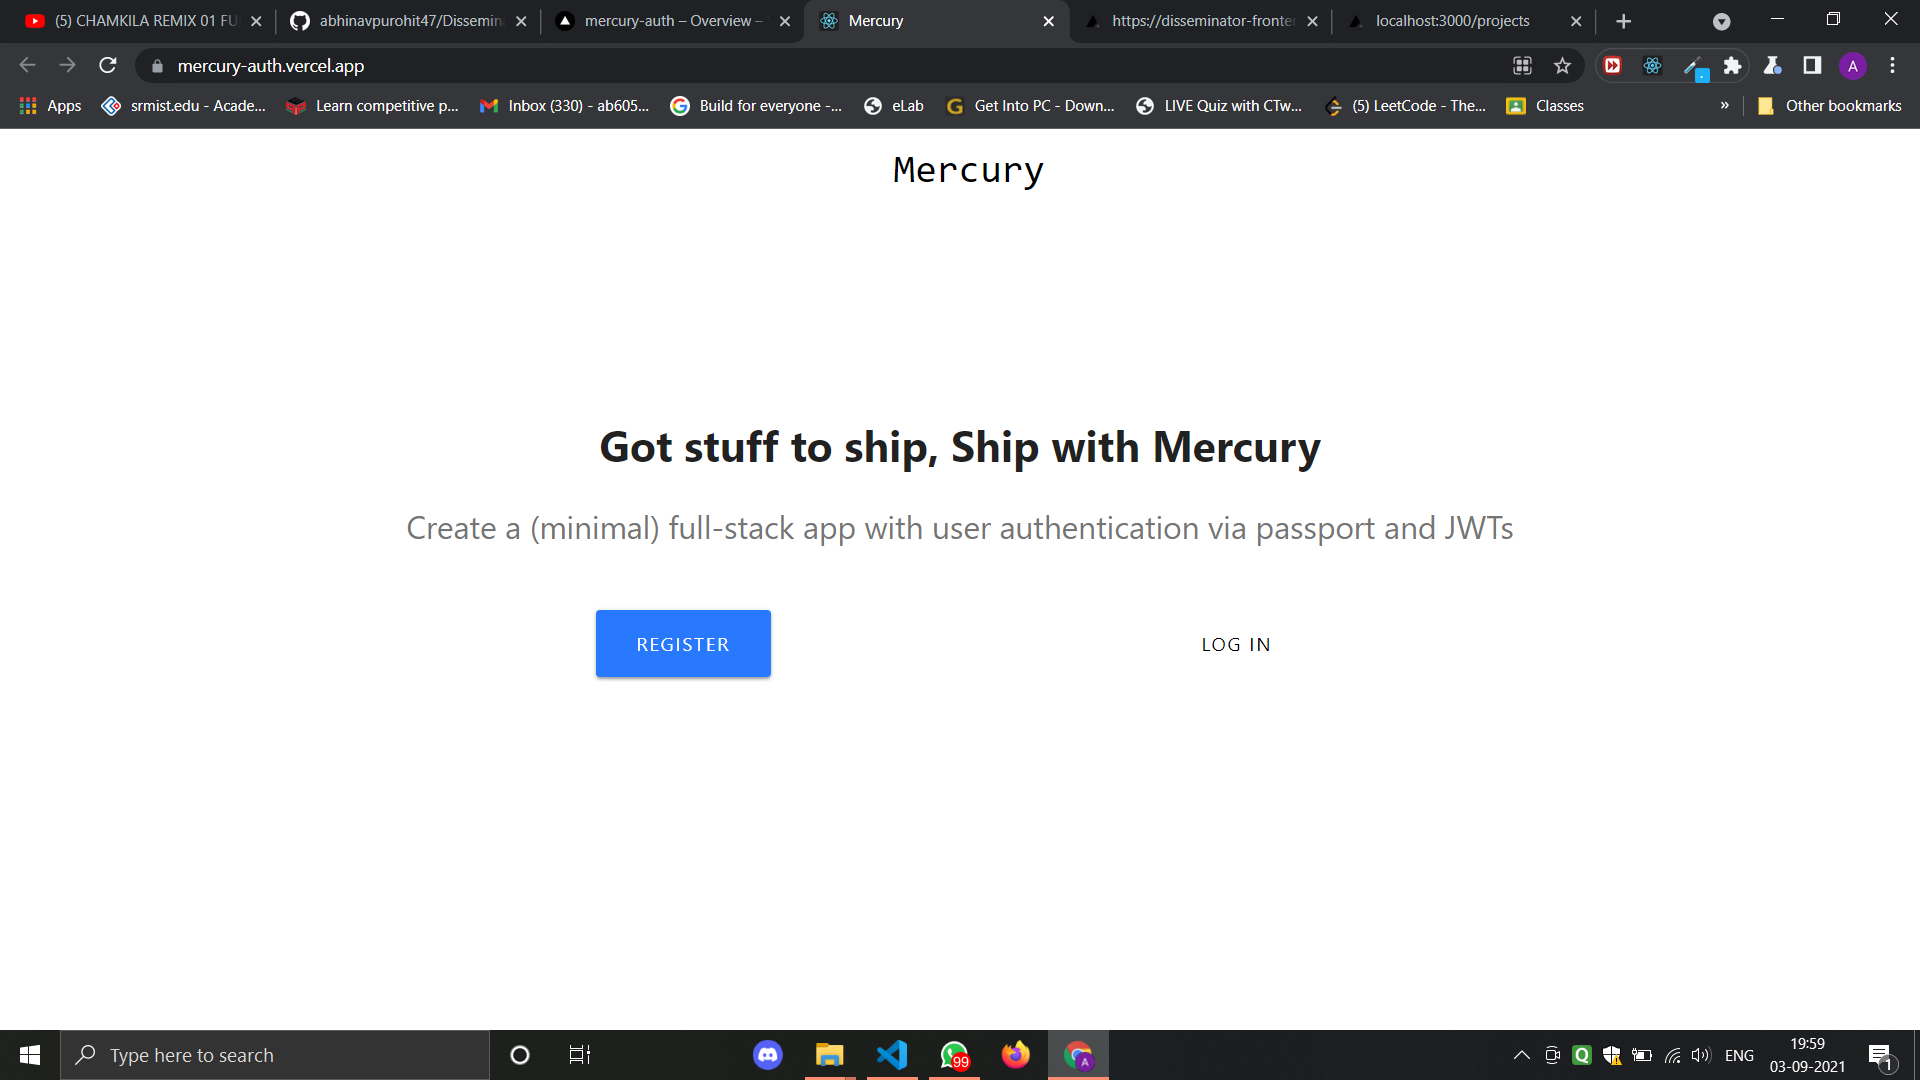 (5) CHAMKILA REMIX 01 FU
abhinavpurohit47/Dissemin
mercury-auth – Overview –
Mercury
https://disseminator-fronte
localhost:3000/projects
mercury-auth.vercel.app
A
Apps
srmist.edu - Acade...
Learn competitive p...
Inbox (330) - ab605...
Build for everyone -...
eLab
Get Into PC - Down...
LIVE Quiz with CTw...
(5) LeetCode - The...
Classes
»
Other bookmarks
Mercury
Got stuff to ship, Ship with Mercury
Create a (minimal) full-stack app with user authentication via passport and JWTs
REGISTER
LOG IN
Type here to search
99
A
ENG
19:59
03-09-2021
1